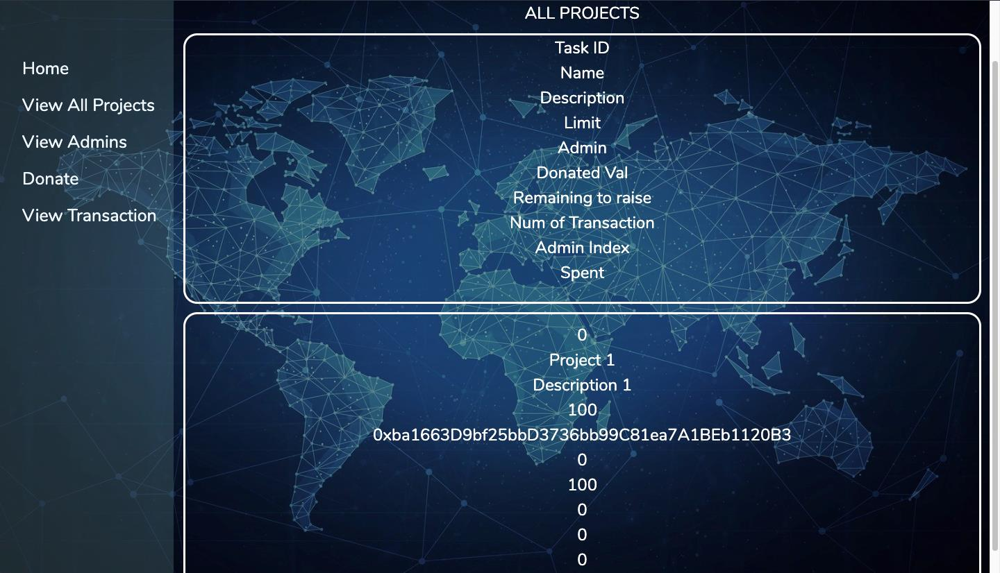 ALL PROJECTS
Home
View All Projects
View Admins
Donate
View Transaction
Task ID
Name
Description
Limit
Admin
Donated Val
Remaining to raise
Num of Transaction
Admin Index
Spent
0
Project 1
Description 1
100
0xba1663D9bf25bbD3736bb99C81ea7A1BEb1120B3
0
100
0
0
0